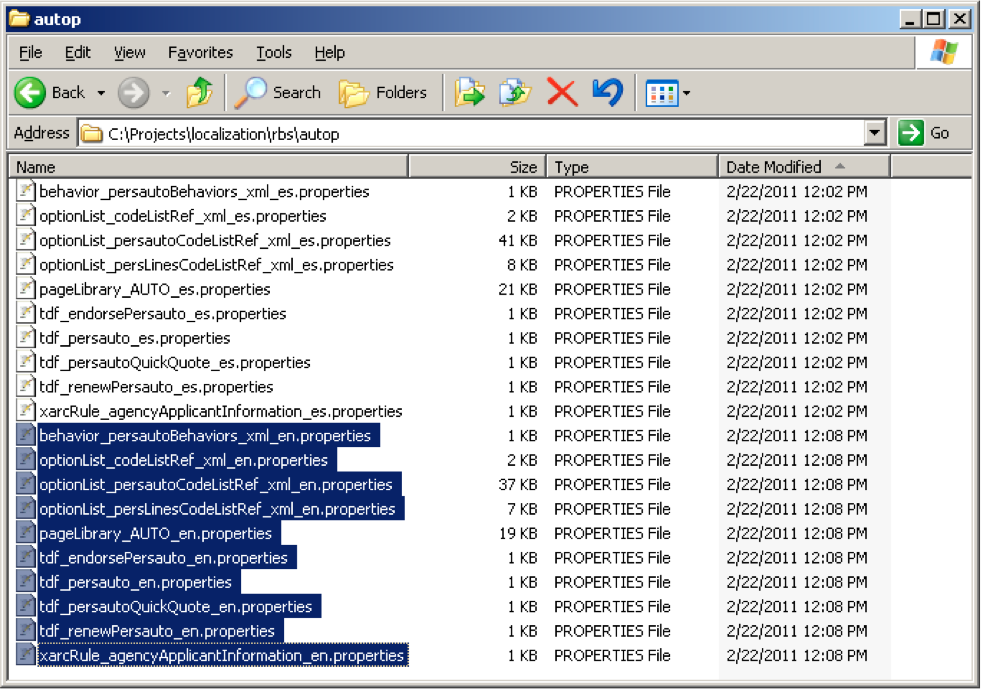 autop
File Edit View Favorites Tools Help
Back Search Folders
Address C:\Projects\localization\rbs\autop Go
Name Size Type Date Modified
behavior_persautoBehaviors_xml_es.properties 1 KB PROPERTIES File 2/22/2011 12:02 PM
optionList_codeListRef_xml_es.properties 2 KB PROPERTIES File 2/22/2011 12:02 PM
optionList_persautoCodeListRef_xml_es.properties 41 KB PROPERTIES File 2/22/2011 12:02 PM
optionList_persLinesCodeListRef_xml_es.properties 8 KB PROPERTIES File 2/22/2011 12:02 PM
pageLibrary_AUTO_es.properties 21 KB PROPERTIES File 2/22/2011 12:02 PM
tdf_endorsePersauto_es.properties 1 KB PROPERTIES File 2/22/2011 12:02 PM
tdf_persauto_es.properties 1 KB PROPERTIES File 2/22/2011 12:02 PM
tdf_persautoQuickQuote_es.properties 1 KB PROPERTIES File 2/22/2011 12:02 PM
tdf_renewPersauto_es.properties 1 KB PROPERTIES File 2/22/2011 12:02 PM
xarcRule_agencyApplicantInformation_es.properties 1 KB PROPERTIES File 2/22/2011 12:02 PM
behavior_persautoBehaviors_xml_en.properties 1 KB PROPERTIES File 2/22/2011 12:08 PM
optionList_codeListRef_xml_en.properties 2 KB PROPERTIES File 2/22/2011 12:08 PM
optionList_persautoCodeListRef_xml_en.properties 37 KB PROPERTIES File 2/22/2011 12:08 PM
optionList_persLinesCodeListRef_xml_en.properties 7 KB PROPERTIES File 2/22/2011 12:08 PM
pageLibrary_AUTO_en.properties 19 KB PROPERTIES File 2/22/2011 12:08 PM
tdf_endorsePersauto_en.properties 1 KB PROPERTIES File 2/22/2011 12:08 PM
tdf_persauto_en.properties 1 KB PROPERTIES File 2/22/2011 12:08 PM
tdf_persautoQuickQuote_en.properties 1 KB PROPERTIES File 2/22/2011 12:08 PM
tdf_renewPersauto_en.properties 1 KB PROPERTIES File 2/22/2011 12:08 PM
xarcRule_agencyApplicantInformation_en.properties 1 KB PROPERTIES File 2/22/2011 12:08 PM